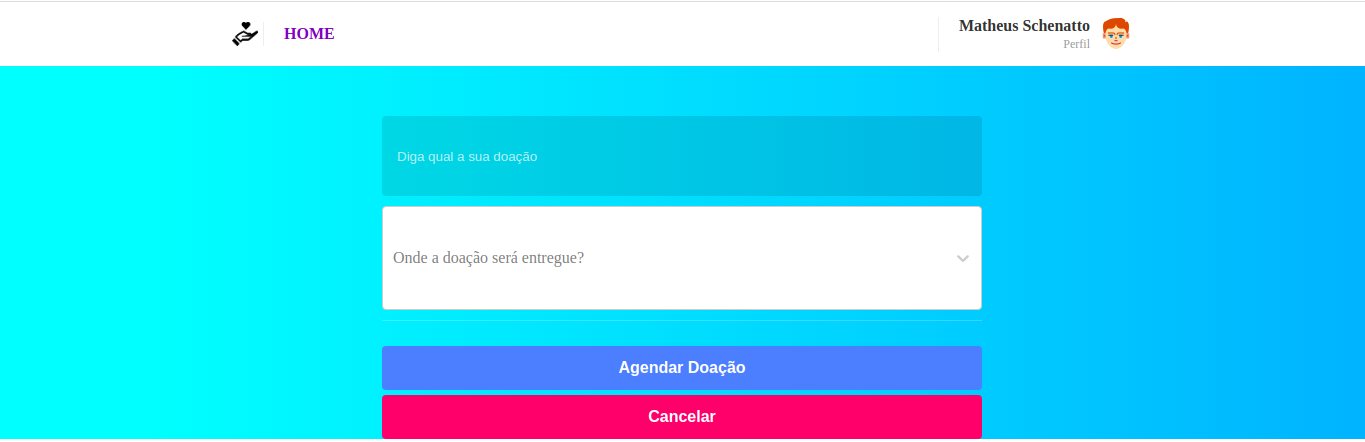 HOME
Matheus Schenatto
Perfil
Diga qual a sua doação
Onde a doação será entregue?
Agendar Doação
Cancelar